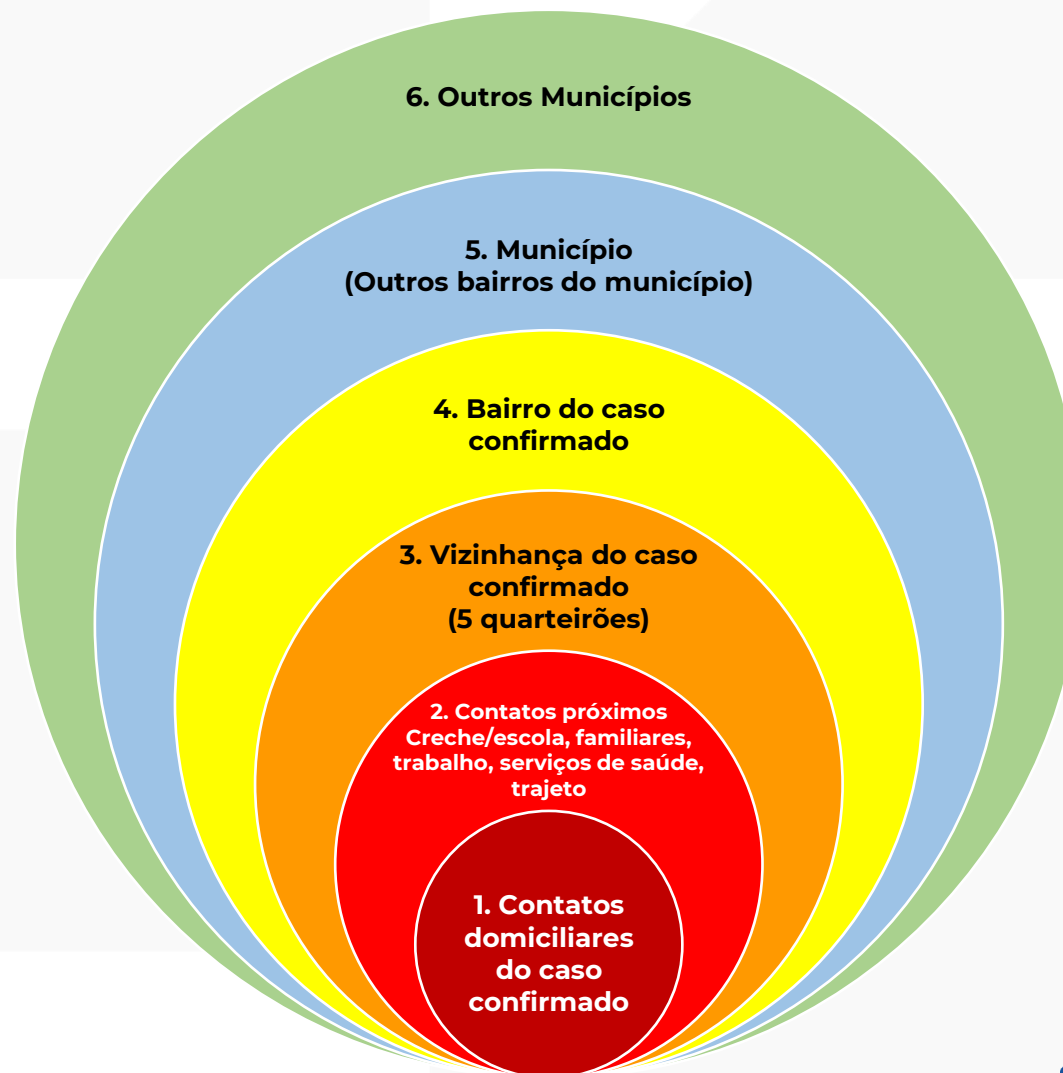 6. Outros Municípios
5. Município
(Outros bairros do município)
4. Bairro do caso
confirmado
3. Vizinhança do caso
confirmado
(5 quarteirões)
2. Contatos próximos
Creche/escola, familiares,
trabalho, serviços de saúde,
trajeto
1. Contatos
domiciliares
do caso
confirmado